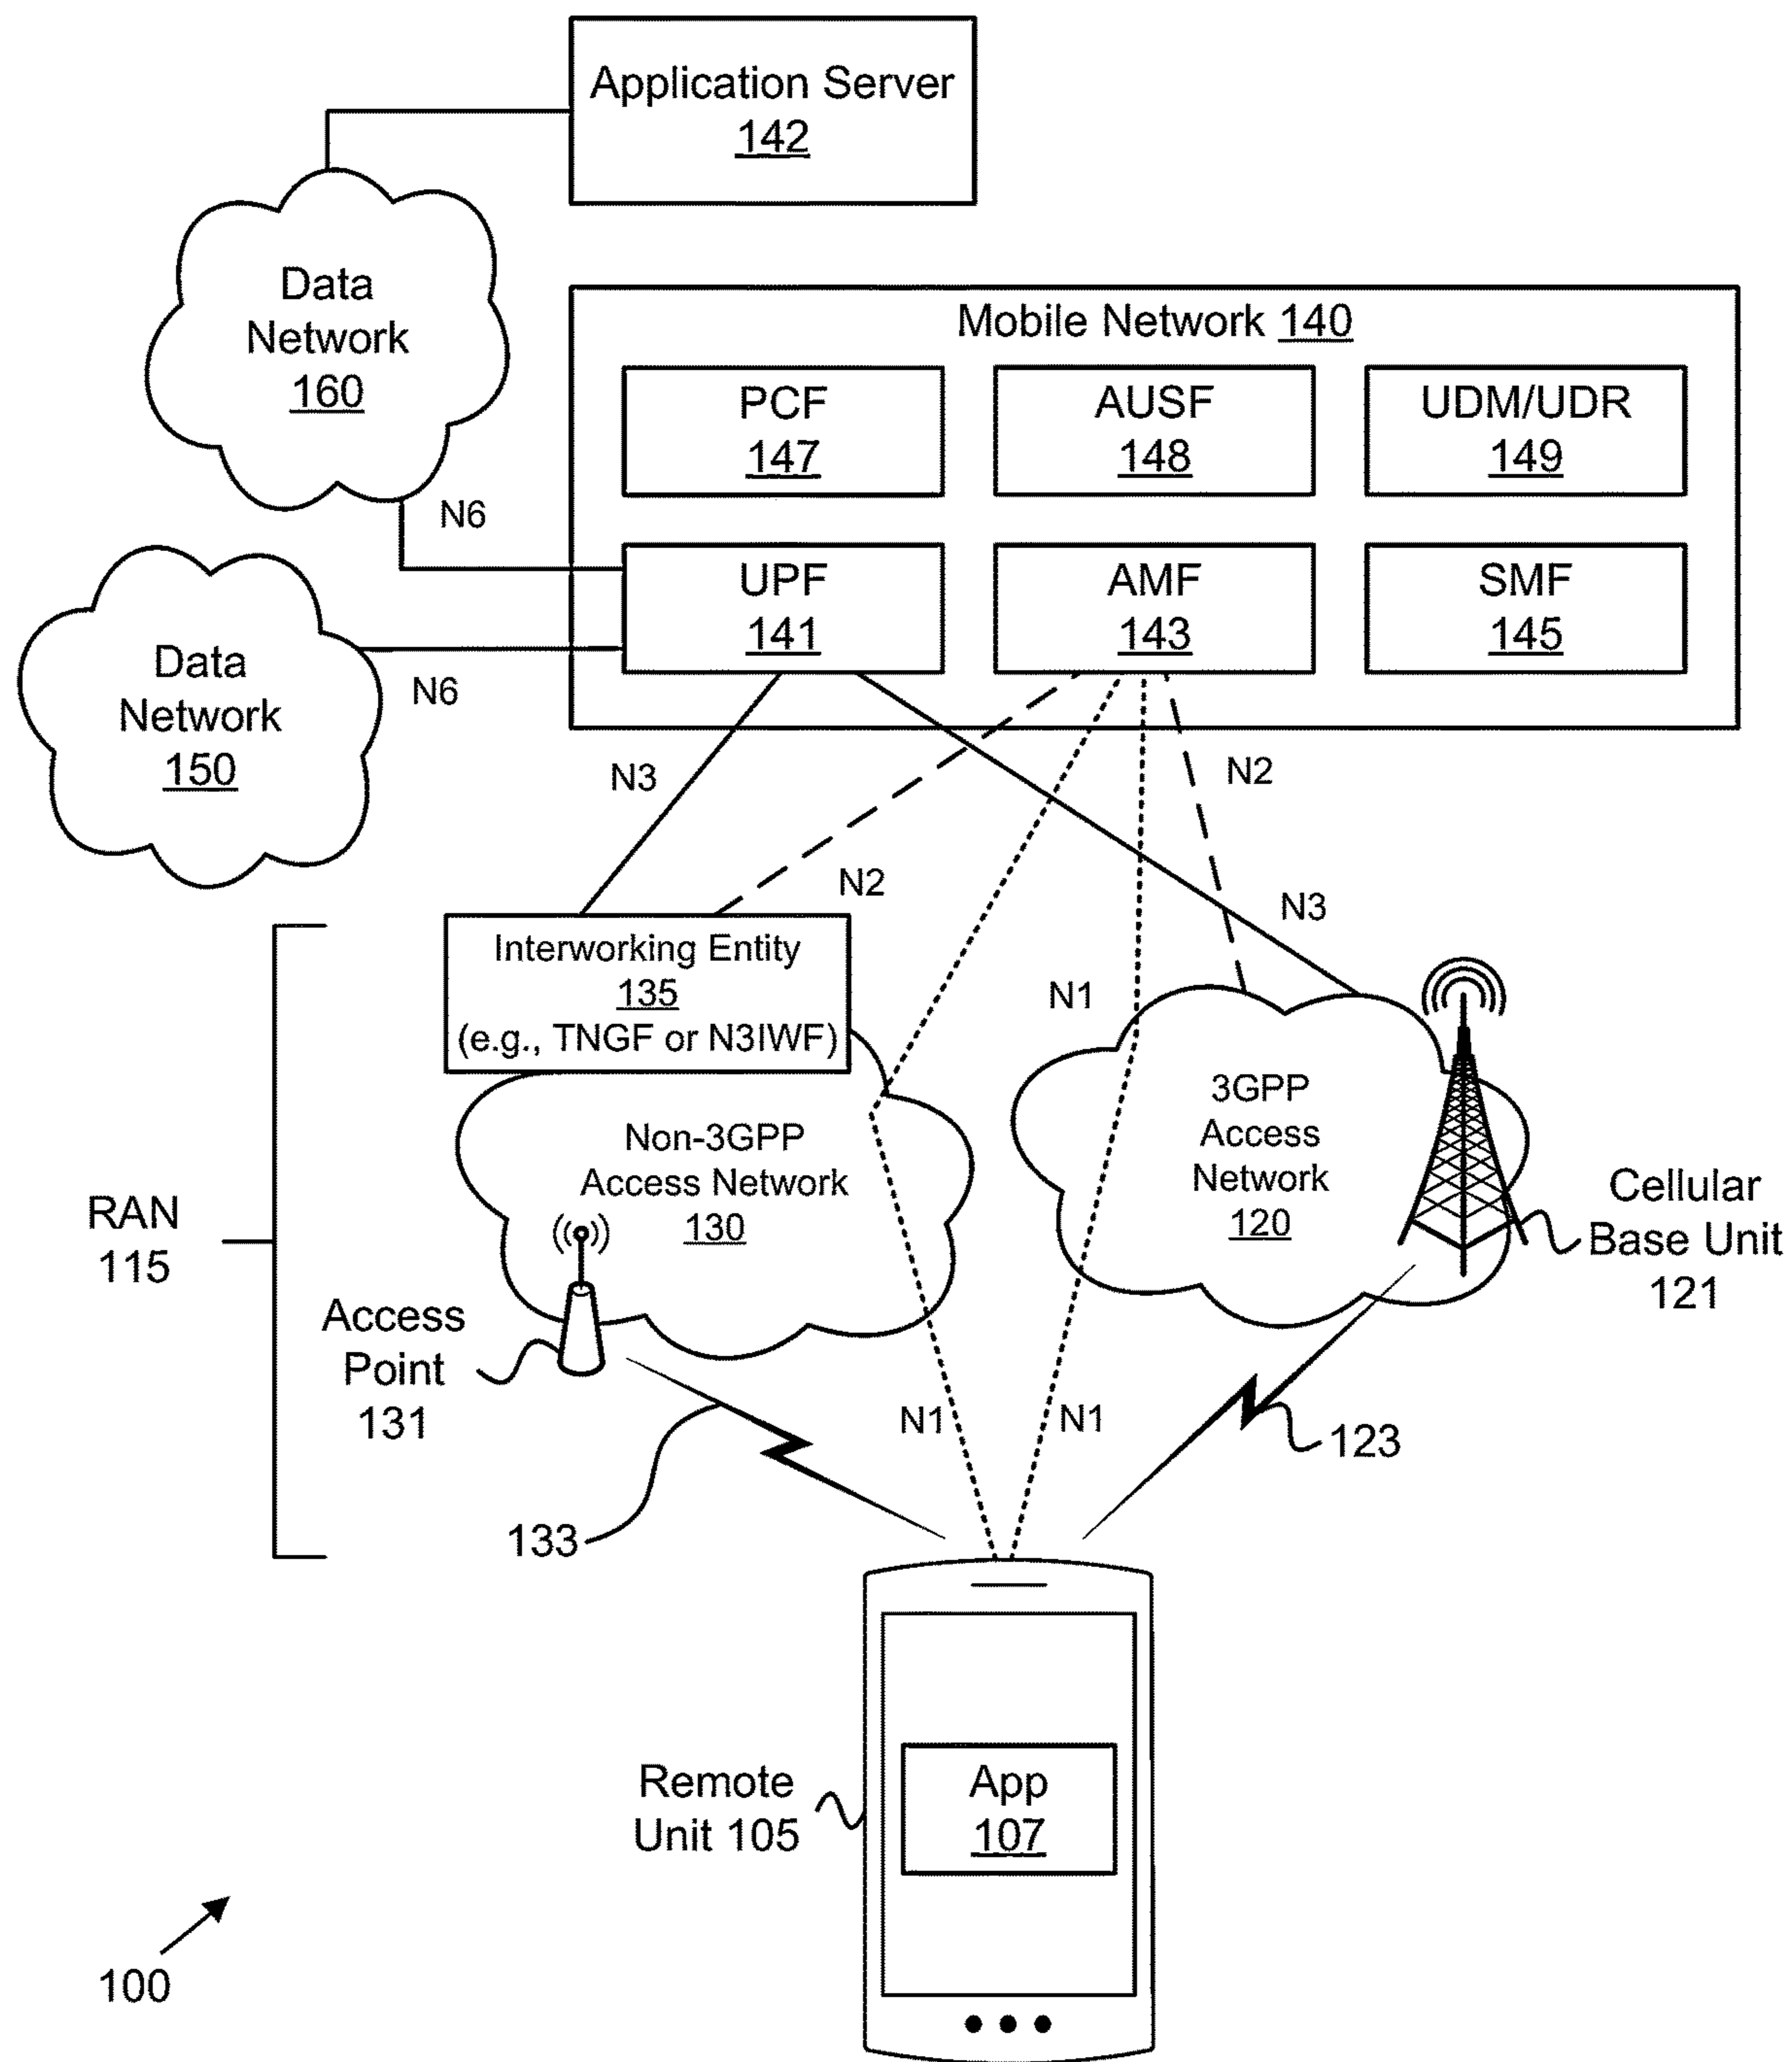 Application Server
142
Data
Network
160
Mobile Network 140
PCF
147
AUSF
148
UDM/UDR
149
N6
UPF
141
AMF
143
SMF
145
Data
Network
150
N6
N3
N2
N2
N3
Interworking Entity
135
(e.g., TNGF or N3IWF)
N1
3GPP
Access
Network
120
Non-3GPP
Access Network
130
RAN
115
Cellular
Base Unit
121
Access
Point
131
N1
N1
123
133
Remote
Unit 105
App
107
100